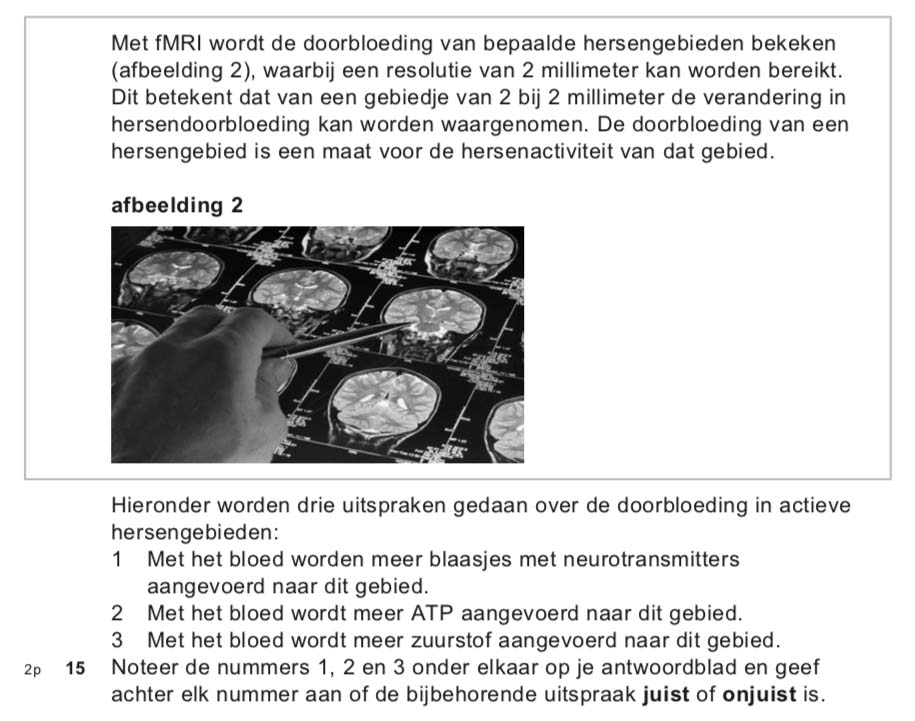 Met fMRI wordt de doorbloeding van bepaalde hersengebieden bekeken
(afbeelding 2), waarbij een resolutie van 2 millimeter kan worden bereikt.
Dit betekent dat van een gebiedje van 2 bij 2 millimeter de verandering in
hersendoorbloeding kan worden waargenomen. De doorbloeding van een
hersengebied is een maat voor de hersenactiviteit van dat gebied.
afbeelding 2
Hieronder worden drie uitspraken gedaan over de doorbloeding in actieve
hersengebieden:
1 Met het bloed worden meer blaasjes met neurotransmitters
aangevoerd naar dit gebied.
2 Met het bloed wordt meer ATP aangevoerd naar dit gebied.
3 Met het bloed wordt meer zuurstof aangevoerd naar dit gebied.
2p 15 Noteer de nummers 1, 2 en 3 onder elkaar op je antwoordblad en geef
achter elk nummer aan of de bijbehorende uitspraak juist of onjuist is.